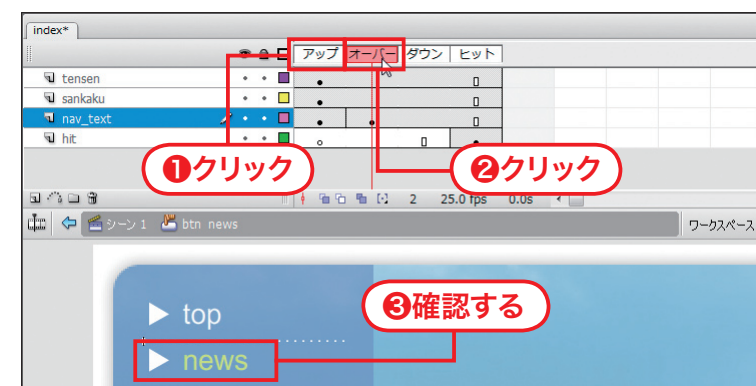 index*
アップ オーバー ダウン ヒット
tensen
sankaku
nav_text
hit
❶クリック ❷クリック
2 25.0 fps 0.0s
シーン 1 btn news ワークスペース
top
❸確認する
news